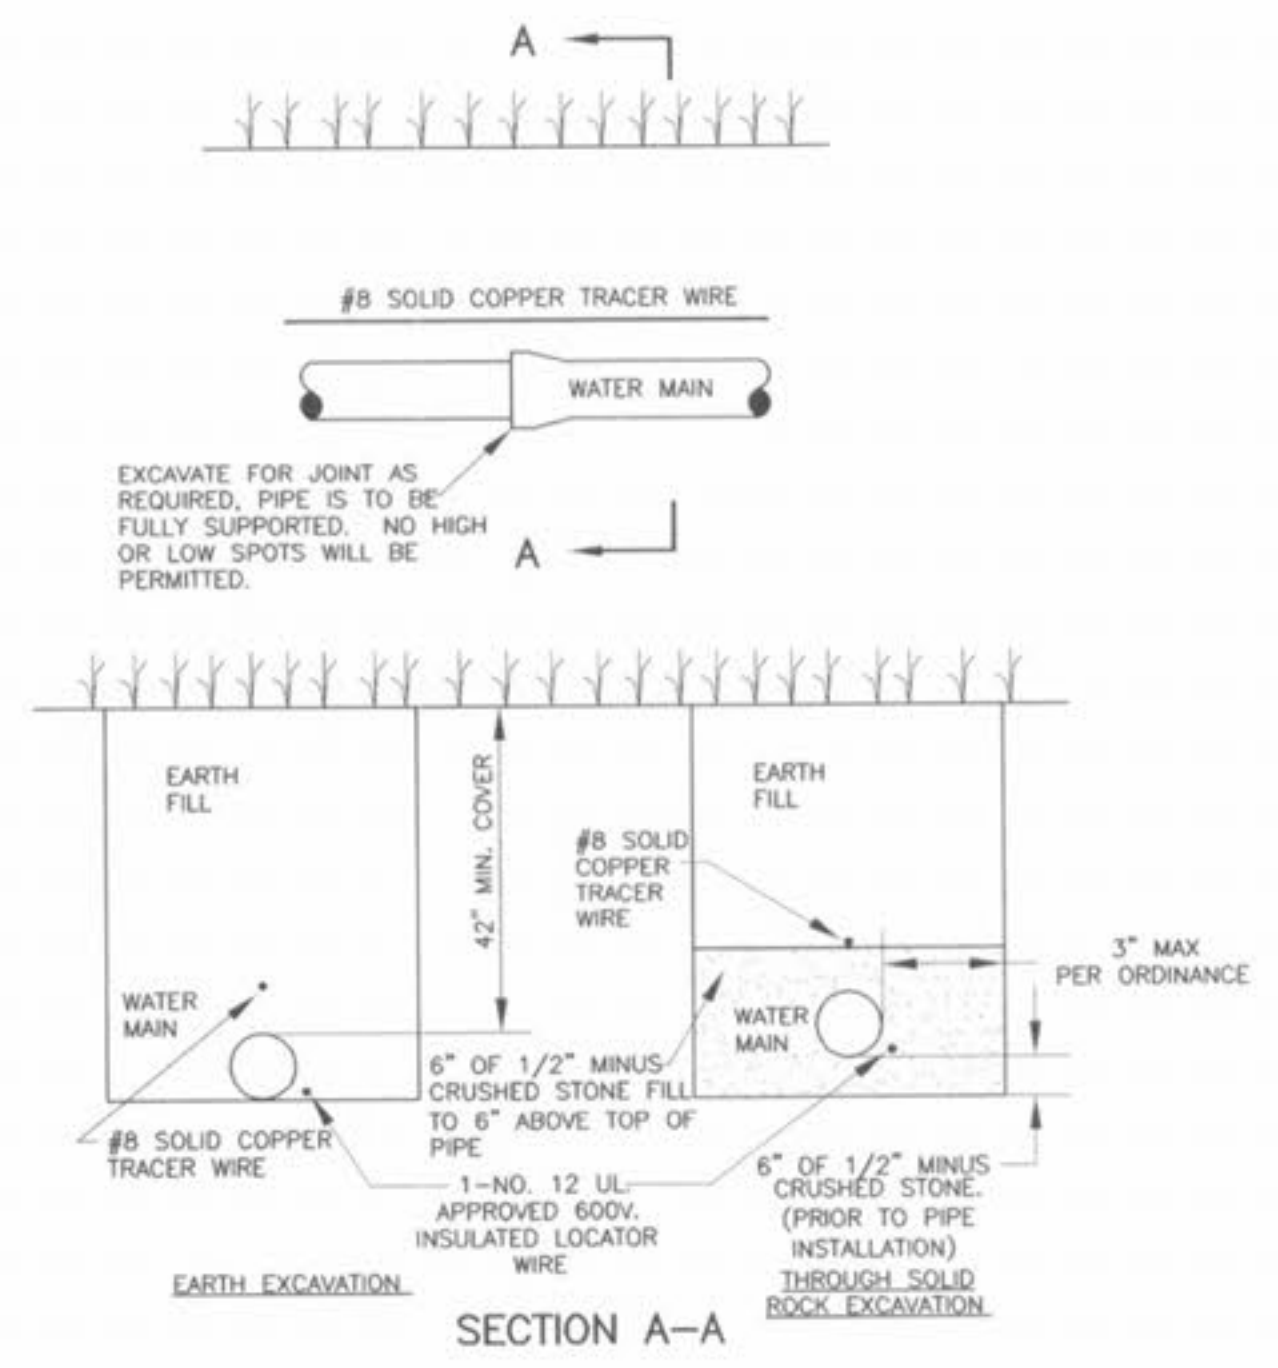 A
#8 SOLID COPPER TRACER WIRE
WATER MAIN
EXCAVATE FOR JOINT AS
REQUIRED, PIPE IS TO BE
FULLY SUPPORTED. NO HIGH
OR LOW SPOTS WILL BE
PERMITTED.
A
EARTH
FILL
42" MIN. COVER
EARTH
FILL
#8 SOLID
COPPER
TRACER
WIRE
3" MAX
PER ORDINANCE
WATER
MAIN
WATER
MAIN
6" OF 1/2" MINUS
CRUSHED STONE FILL
TO 6" ABOVE TOP OF
PIPE
#8 SOLID COPPER
TRACER WIRE
1-NO. 12 UL.
APPROVED 600V.
INSULATED LOCATOR
WIRE
6" OF 1/2" MINUS
CRUSHED STONE.
(PRIOR TO PIPE
INSTALLATION)
EARTH EXCAVATION
THROUGH SOLID
ROCK EXCAVATION
SECTION A-A